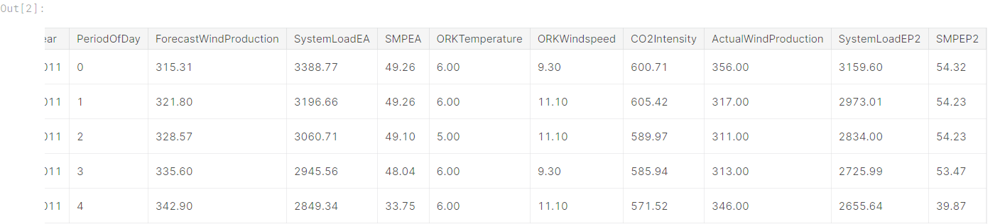 Out[2]:
ear PeriodOfDay ForecastWindProduction SystemLoadEA SMPEA ORKTemperature ORKWindspeed CO2Intensity ActualWindProduction SystemLoadEP2 SMPEP2
011 0 315.31 3388.77 49.26 6.00 9.30 600.71 356.00 3159.60 54.32
011 1 321.80 3196.66 49.26 6.00 11.10 605.42 317.00 2973.01 54.23
011 2 328.57 3060.71 49.10 5.00 11.10 589.97 311.00 2834.00 54.23
011 3 335.60 2945.56 48.04 6.00 9.30 585.94 313.00 2725.99 53.47
011 4 342.90 2849.34 33.75 6.00 11.10 571.52 346.00 2655.64 39.87